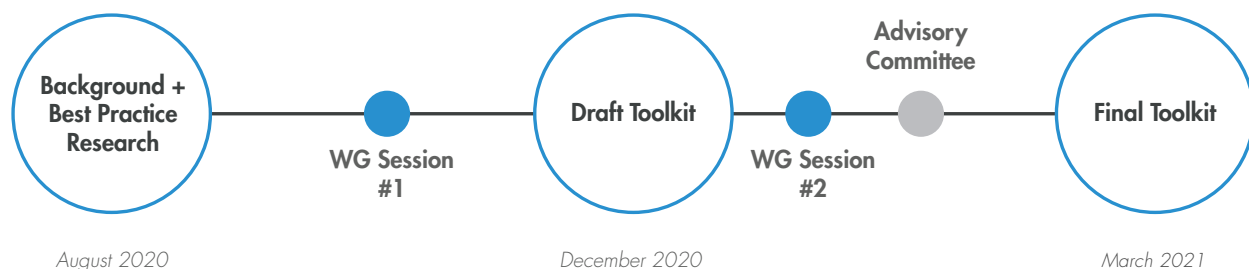 Background +
Best Practice
Research
WG Session
#1
Draft Toolkit
WG Session
#2
Advisory
Committee
Final Toolkit
August 2020
December 2020
March 2021